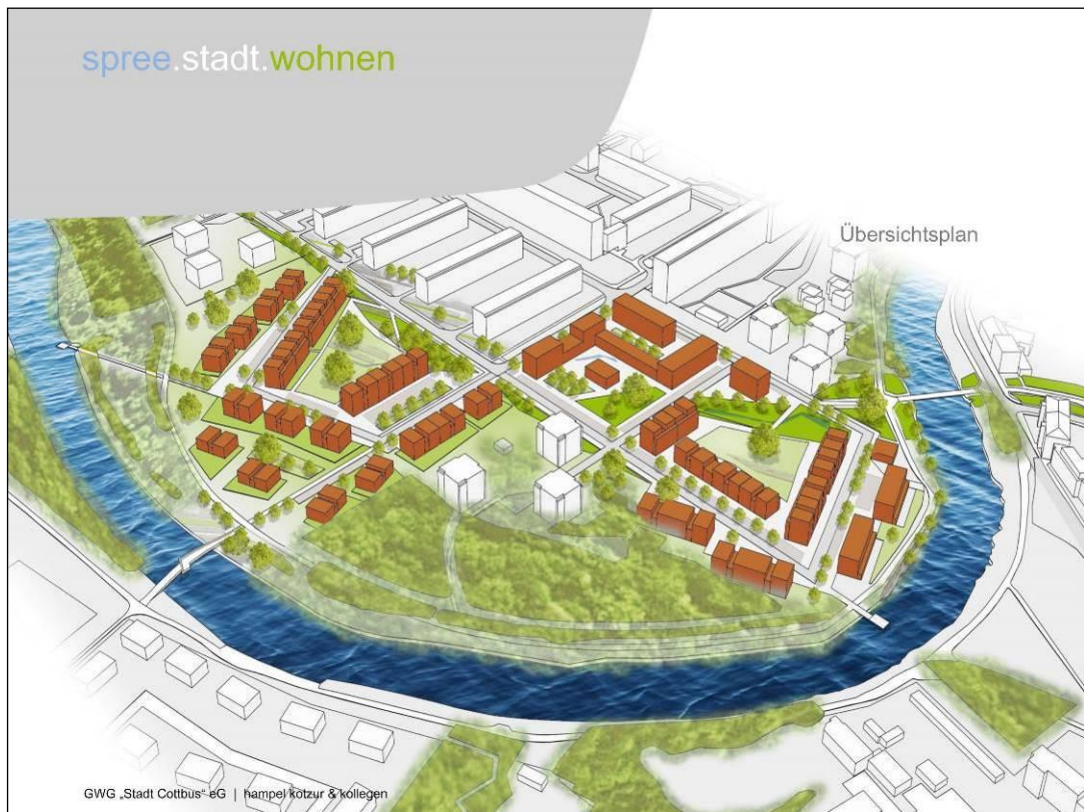 spree.stadt.wohnen
Übersichtsplan
GWG „Stadt Cottbus“ eG | hampel kotzur & kollegen